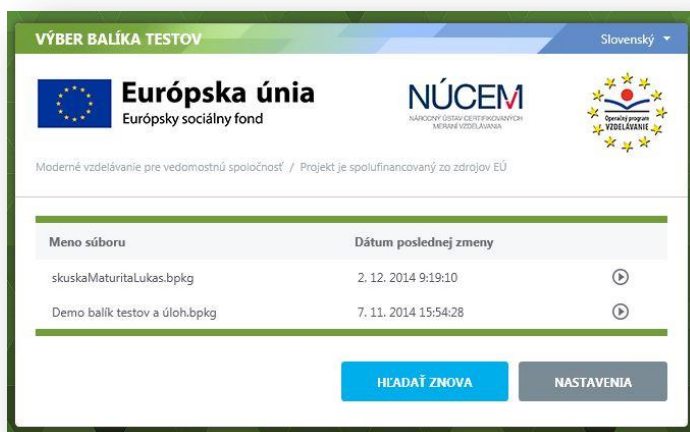 VÝBER BALÍKA TESTOV
Slovenský
Európska únia
Európsky sociálny fond
NÚCEM
NÁRODNÝ ÚSTAV CERTIFIKOVANÝCH
MERANÍ VZDELÁVANIA
Operačný program
VZDELÁVANIE
Moderné vzdelávanie pre vedomostnú spoločnosť / Projekt je spolufinancovaný zo zdrojov EÚ
Meno súboru Dátum poslednej zmeny
skuskaMaturitaLukas.bpkg 2. 12. 2014 9:19:10
Demo balík testov a úloh.bpkg 7. 11. 2014 15:54:28
HĽADAŤ ZNOVA NASTAVENIA